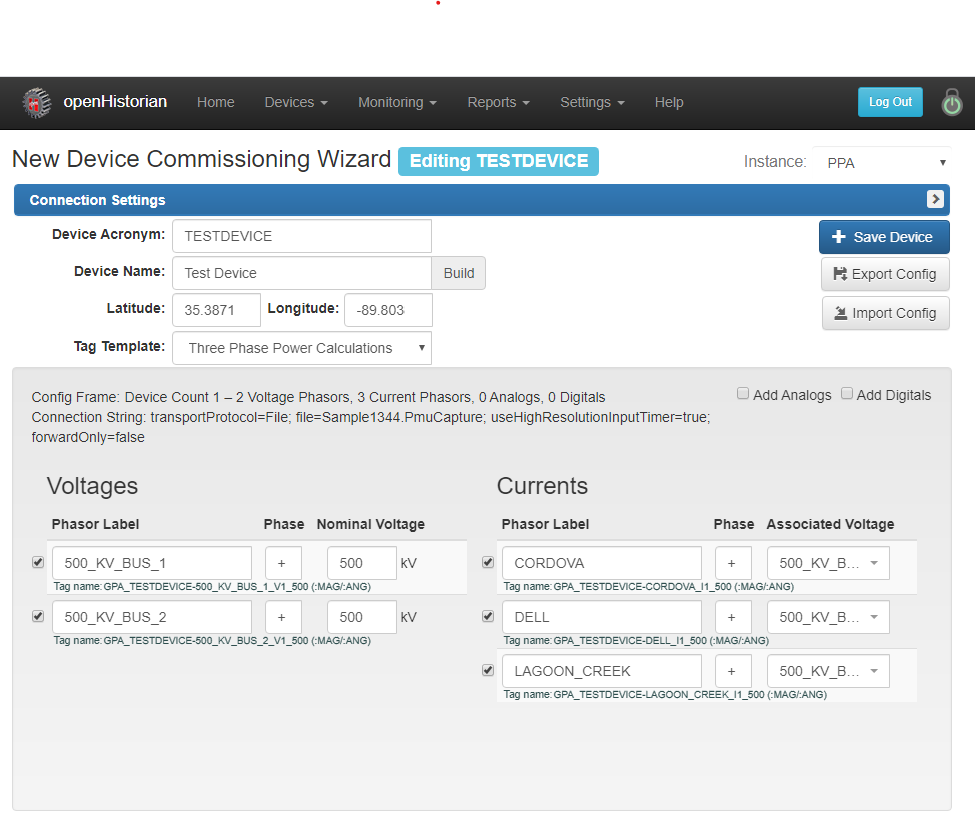 openHistorian Home Devices Monitoring Reports Settings Help Log Out
New Device Commissioning Wizard Editing TESTDEVICE Instance: PPA
Connection Settings
Device Acronym: TESTDEVICE Save Device
Device Name: Test Device Build Export Config
Latitude: 35.3871 Longitude: -89.803 Import Config
Tag Template: Three Phase Power Calculations
Config Frame: Device Count 1 – 2 Voltage Phasors, 3 Current Phasors, 0 Analogs, 0 Digitals Add Analogs Add Digitals
Connection String: transportProtocol=File; file=Sample1344.PmuCapture; useHighResolutionInputTimer=true;
forwardOnly=false
Voltages Currents
Phasor Label Phase Nominal Voltage Phasor Label Phase Associated Voltage
500_KV_BUS_1 + 500 kV CORDOVA + 500_KV_B...
Tag name: GPA_TESTDEVICE-500_KV_BUS_1_V1_500 (:MAG/:ANG) Tag name: GPA_TESTDEVICE-CORDOVA_I1_500 (:MAG/:ANG)
500_KV_BUS_2 + 500 kV DELL + 500_KV_B...
Tag name: GPA_TESTDEVICE-500_KV_BUS_2_V1_500 (:MAG/:ANG) Tag name: GPA_TESTDEVICE-DELL_I1_500 (:MAG/:ANG)
LAGOON_CREEK + 500_KV_B...
Tag name: GPA_TESTDEVICE-LAGOON_CREEK_I1_500 (:MAG/:ANG)